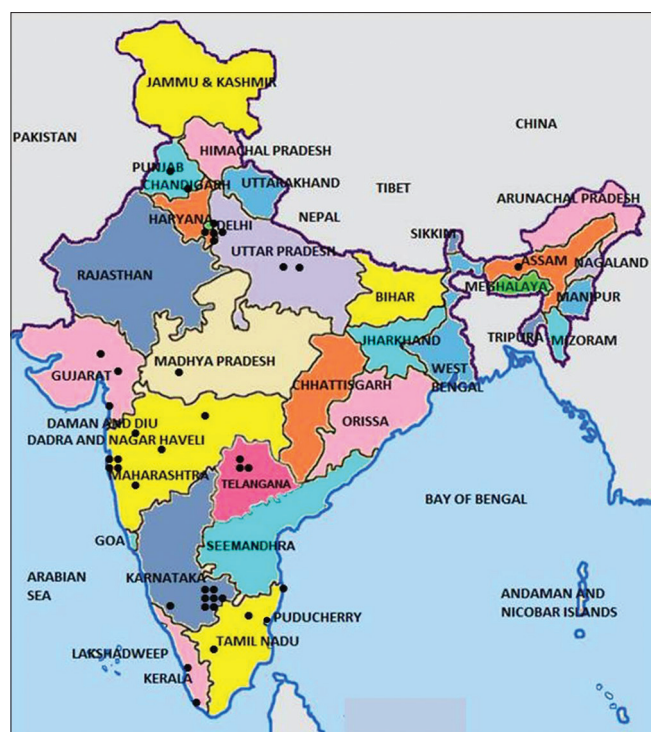 JAMMU & KASHMIR
CHINA
PAKISTAN
HIMACHAL PRADESH
PUNJAB
CHANDIGARH
UTTARAKHAND
TIBET
ARUNACHAL PRADESH
HARYANA
DELHI
NEPAL
SIKKIM
UTTAR PRADESH
ASSAM
NAGALAND
RAJASTHAN
MEGHALAYA
BIHAR
MANIPUR
JHARKHAND
TRIPURA
MIZORAM
MADHYA PRADESH
GUJARAT
WEST
BENGAL
CHHATTISGARH
DAMAN AND DIU
DADRA AND NAGAR HAVELI
ORISSA
MAHARASHTRA
TELANGANA
BAY OF BENGAL
GOA
SEEMANDHRA
ARABIAN
SEA
KARNATAKA
ANDAMAN AND
NICOBAR ISLANDS
PUDUCHERRY
TAMIL NADU
LAKSHADWEEP
KERALA